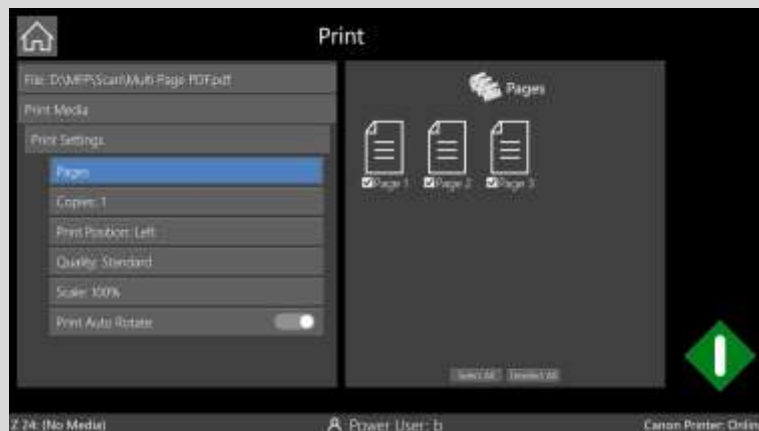 Print
File: D:\MFP\Scan\Multi Page PDF.pdf
Print Media
Print Settings
Pages
Copies: 1
Print Position: Left
Quality: Standard
Scale: 100%
Print Auto Rotate
Pages
Page 1 Page 2 Page 3
Select All Deselect All
Z 24: (No Media) Power User: b Canon Printer: Online